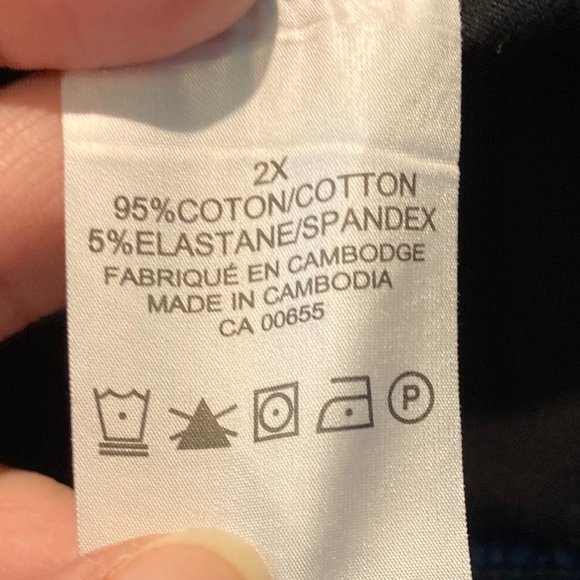 2X
95%COTON/COTTON
5%ELASTANE/SPANDEX
FABRIQUÉ EN CAMBODGE
MADE IN CAMBODIA
CA 00655
P